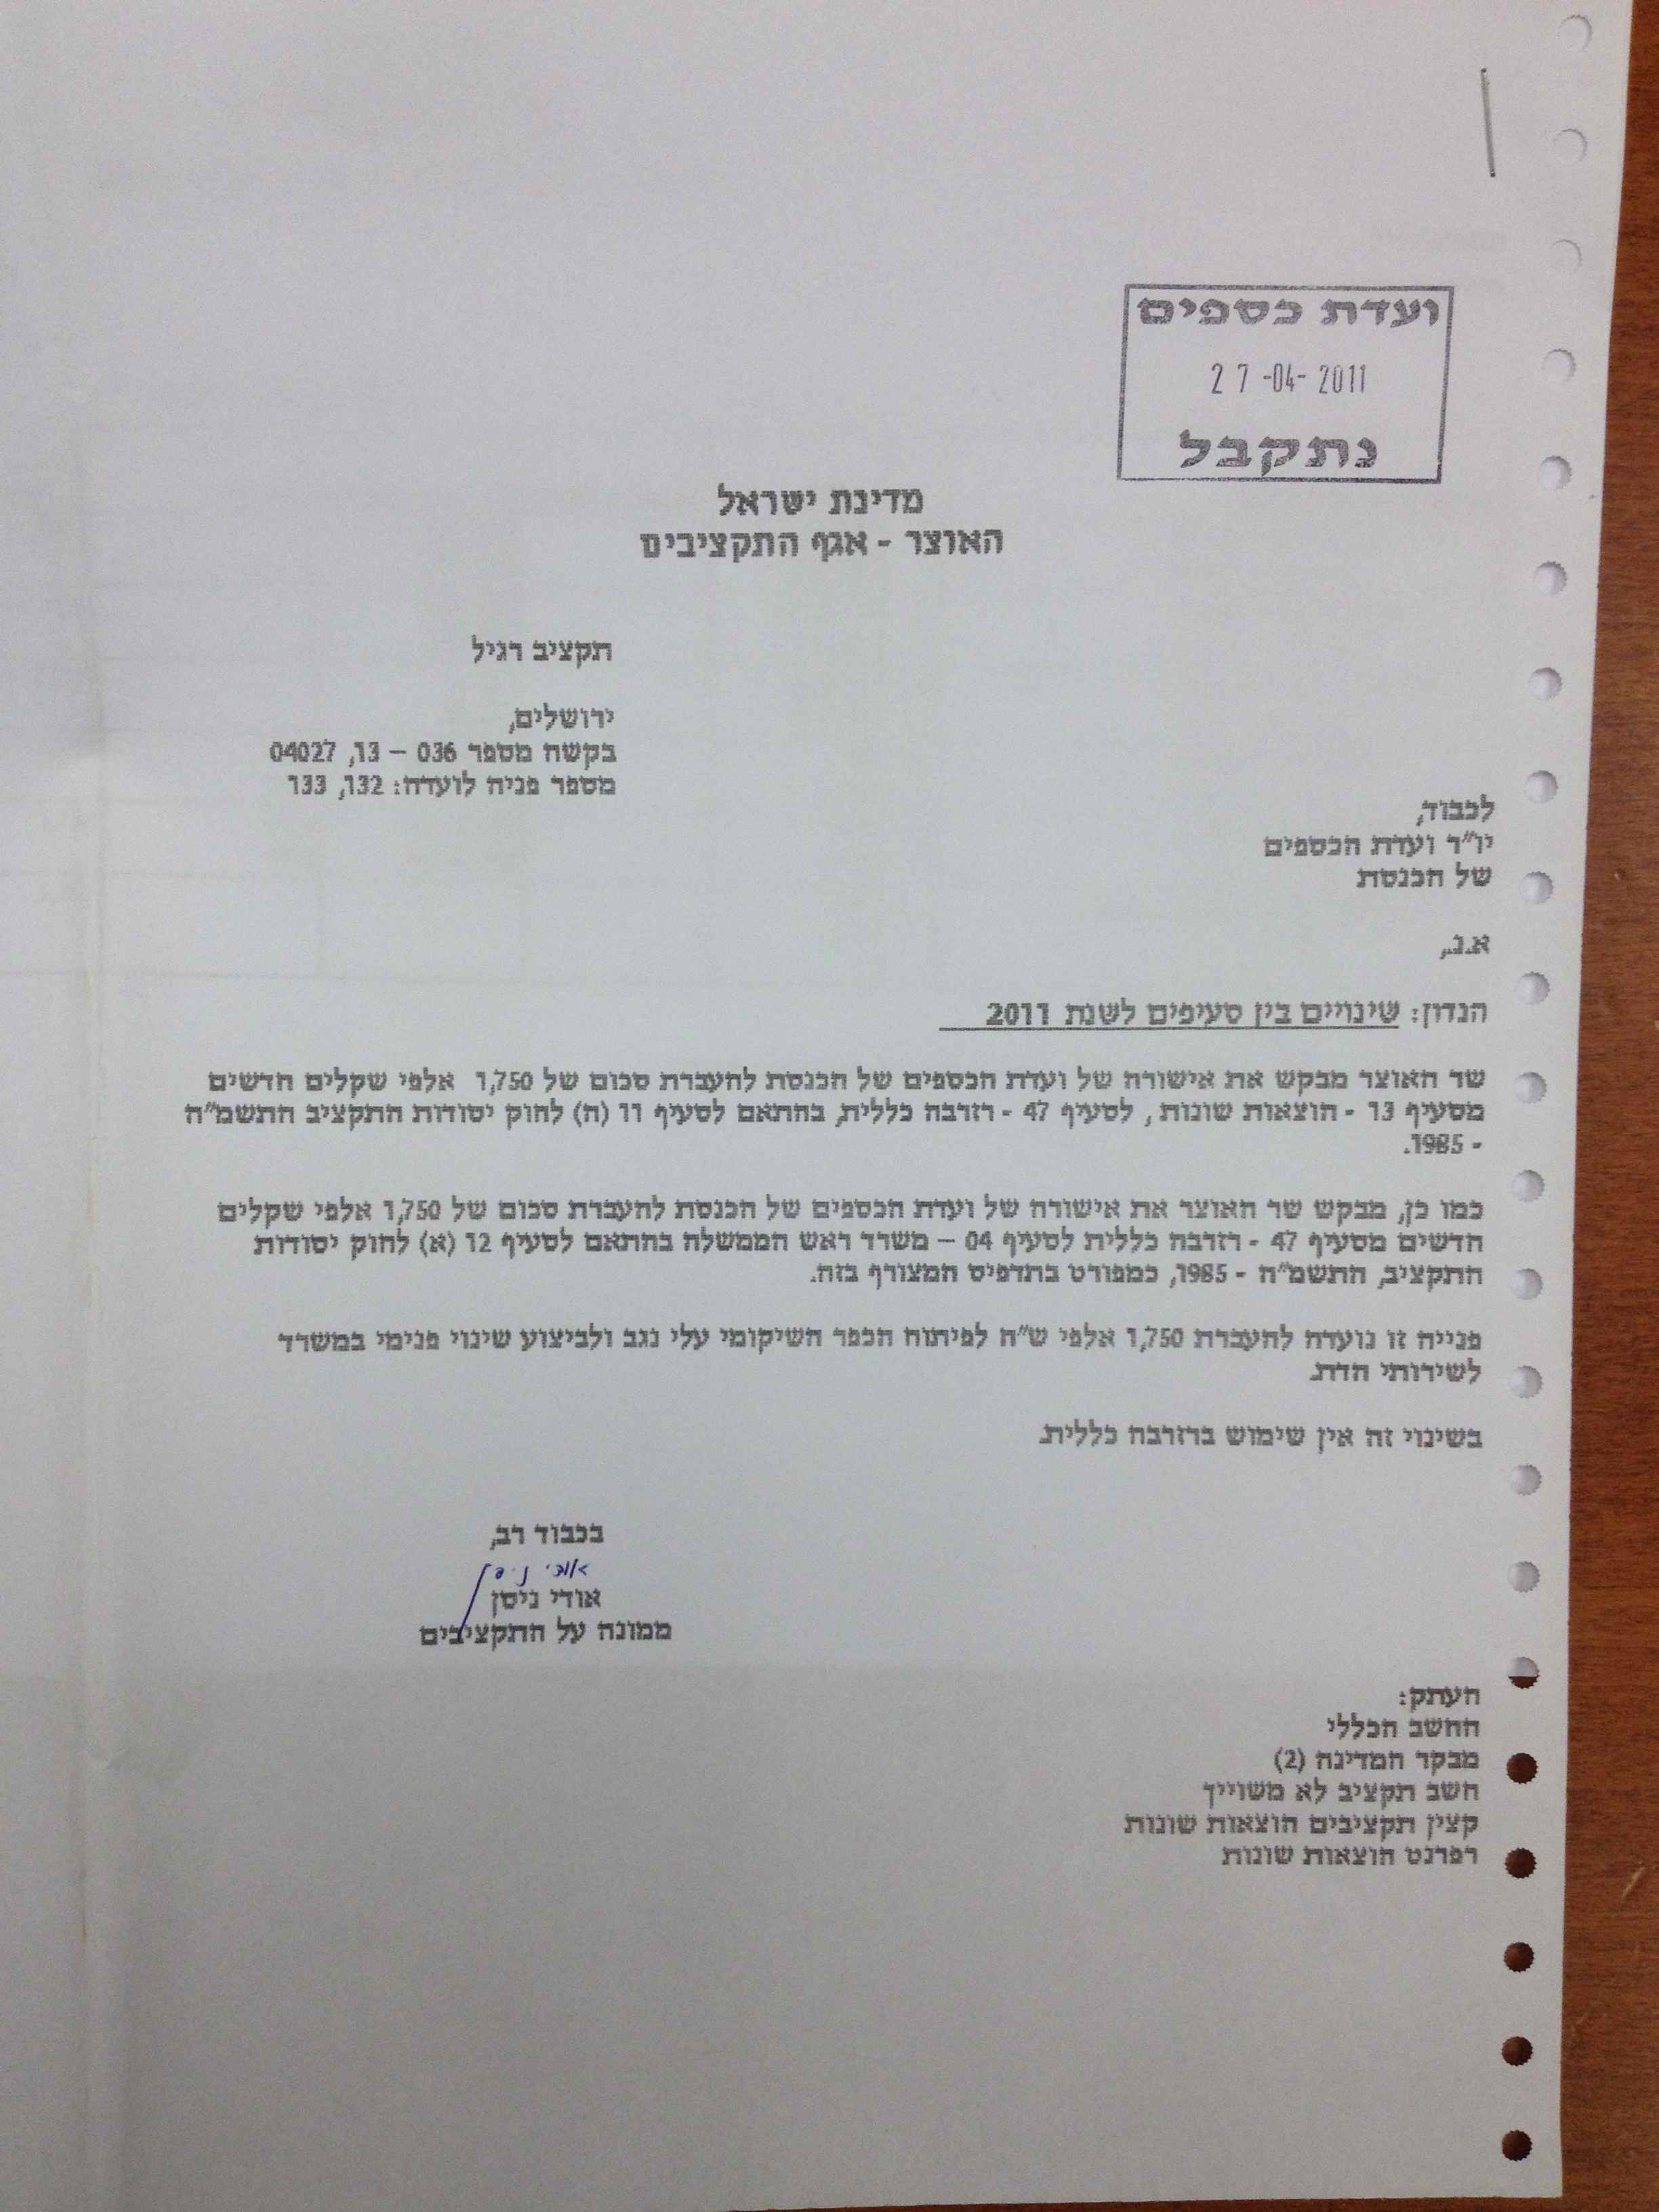 ועדת כספים
27-04-2011
נתקבל
מדינת ישראל
האוצר - אגף התקציבים
תקציב רגיל
ירושלים,
בקשה מספר 036 – 13, 04027
מספר פניה לועדה: 132, 133
לכבוד,
יו"ר ועדת הכספים
של הכנסת
א.נ.,
הנדון: שינויים בין סעיפים לשנת 2011
שר האוצר מבקש את אישורה של ועדת הכספים של הכנסת להעברת סכום של 1,750 אלפי שקלים חדשים
מסעיף 13 - הוצאות שונות , לסעיף 47 - רזרבה כללית, בהתאם לסעיף 11 (ה) לחוק יסודות התקציב התשמ"ה
- 1985.
כמו כן, מבקש שר האוצר את אישורה של ועדת הכספים של הכנסת להעברת סכום של 1,750 אלפי שקלים
חדשים מסעיף 47 - רזרבה כללית לסעיף 04 – משרד ראש הממשלה בהתאם לסעיף 12 (א) לחוק יסודות
התקציב, התשמ"ה - 1985, כמפורט בתדפיס המצורף בזה.
פנייה זו נועדה להעברת 1,750 אלפי ש"ח לפיתוח הכפר השיקומי עלי נגב ולביצוע שינוי פנימי במשרד
לשירותי הדת.
בשינוי זה אין שימוש ברזרבה כללית.
בכבוד רב,
אודי ניסן
אודי ניסן
ממונה על התקציבים
העתק:
החשב הכללי
מבקר המדינה (2)
חשב תקציב לא משוייך
קצין תקציבים הוצאות שונות
רפרנט הוצאות שונות